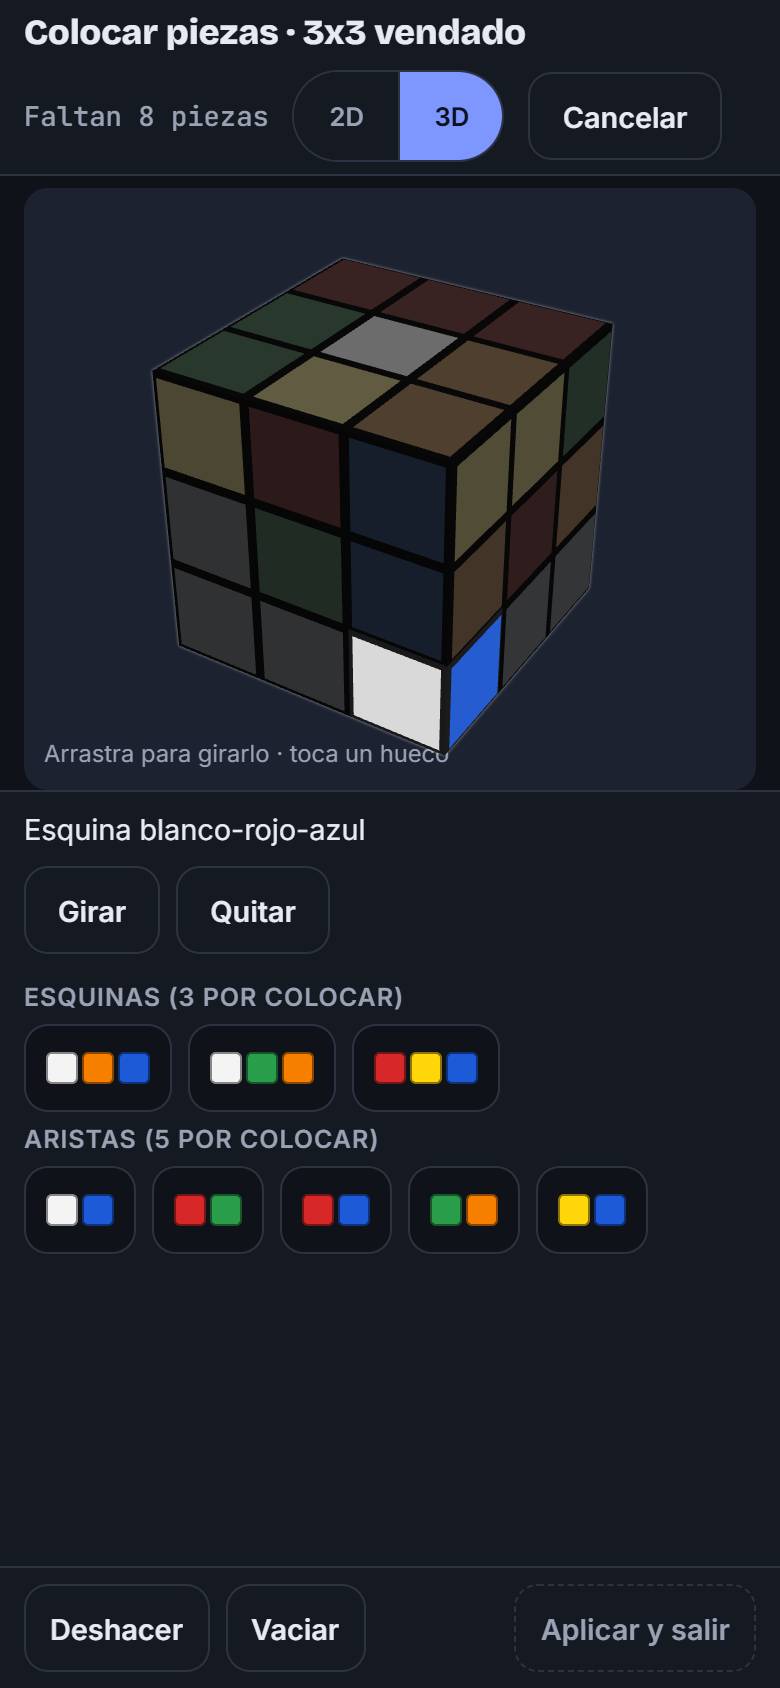 Colocar piezas · 3x3 vendado
Faltan 8 piezas
2D
3D
Cancelar
Arrastra para girarlo · toca un hueco
Esquina blanco-rojo-azul
Girar
Quitar
ESQUINAS (3 POR COLOCAR)
ARISTAS (5 POR COLOCAR)
Deshacer
Vaciar
Aplicar y salir